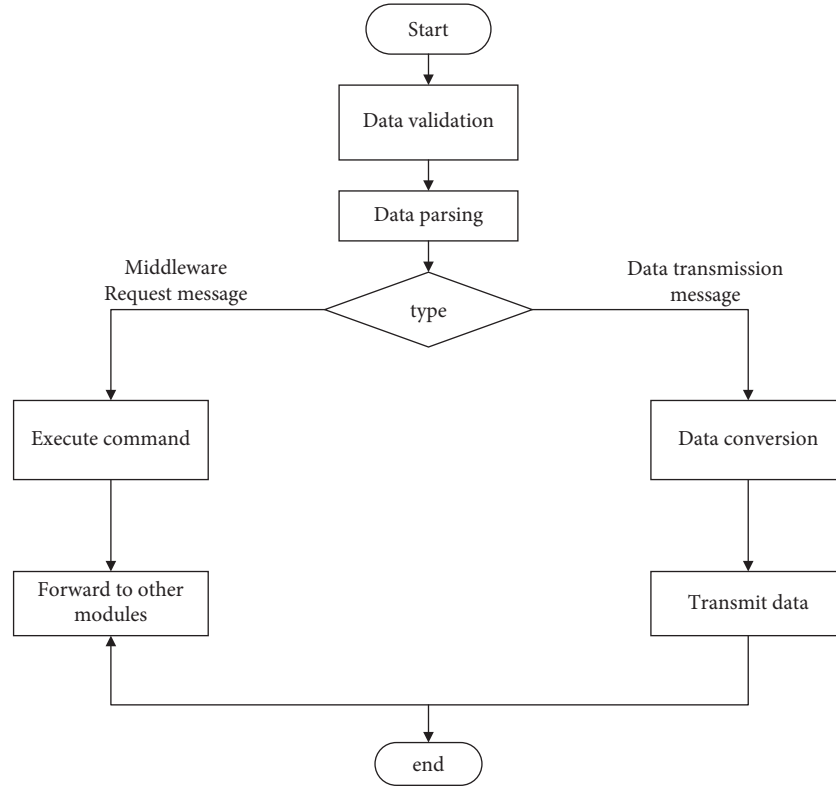 Start
Data validation
Data parsing
Middleware
Request message
type
Data transmission
message
Execute command
Data conversion
Forward to other
modules
Transmit data
end